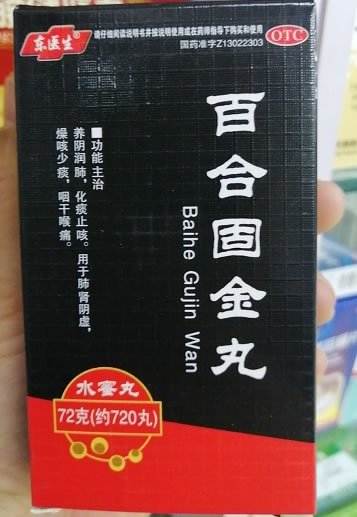 东医生
请仔细阅读说明书并按说明使用或在药师指导下购买和使用
国药准字Z13022303
OTC
百合固金丸
Baihe Gujin Wan
■功能主治
养阴润肺，化痰止咳。用于肺肾阴虚，
燥咳少痰，咽干喉痛。
水蜜丸
72克(约720丸)